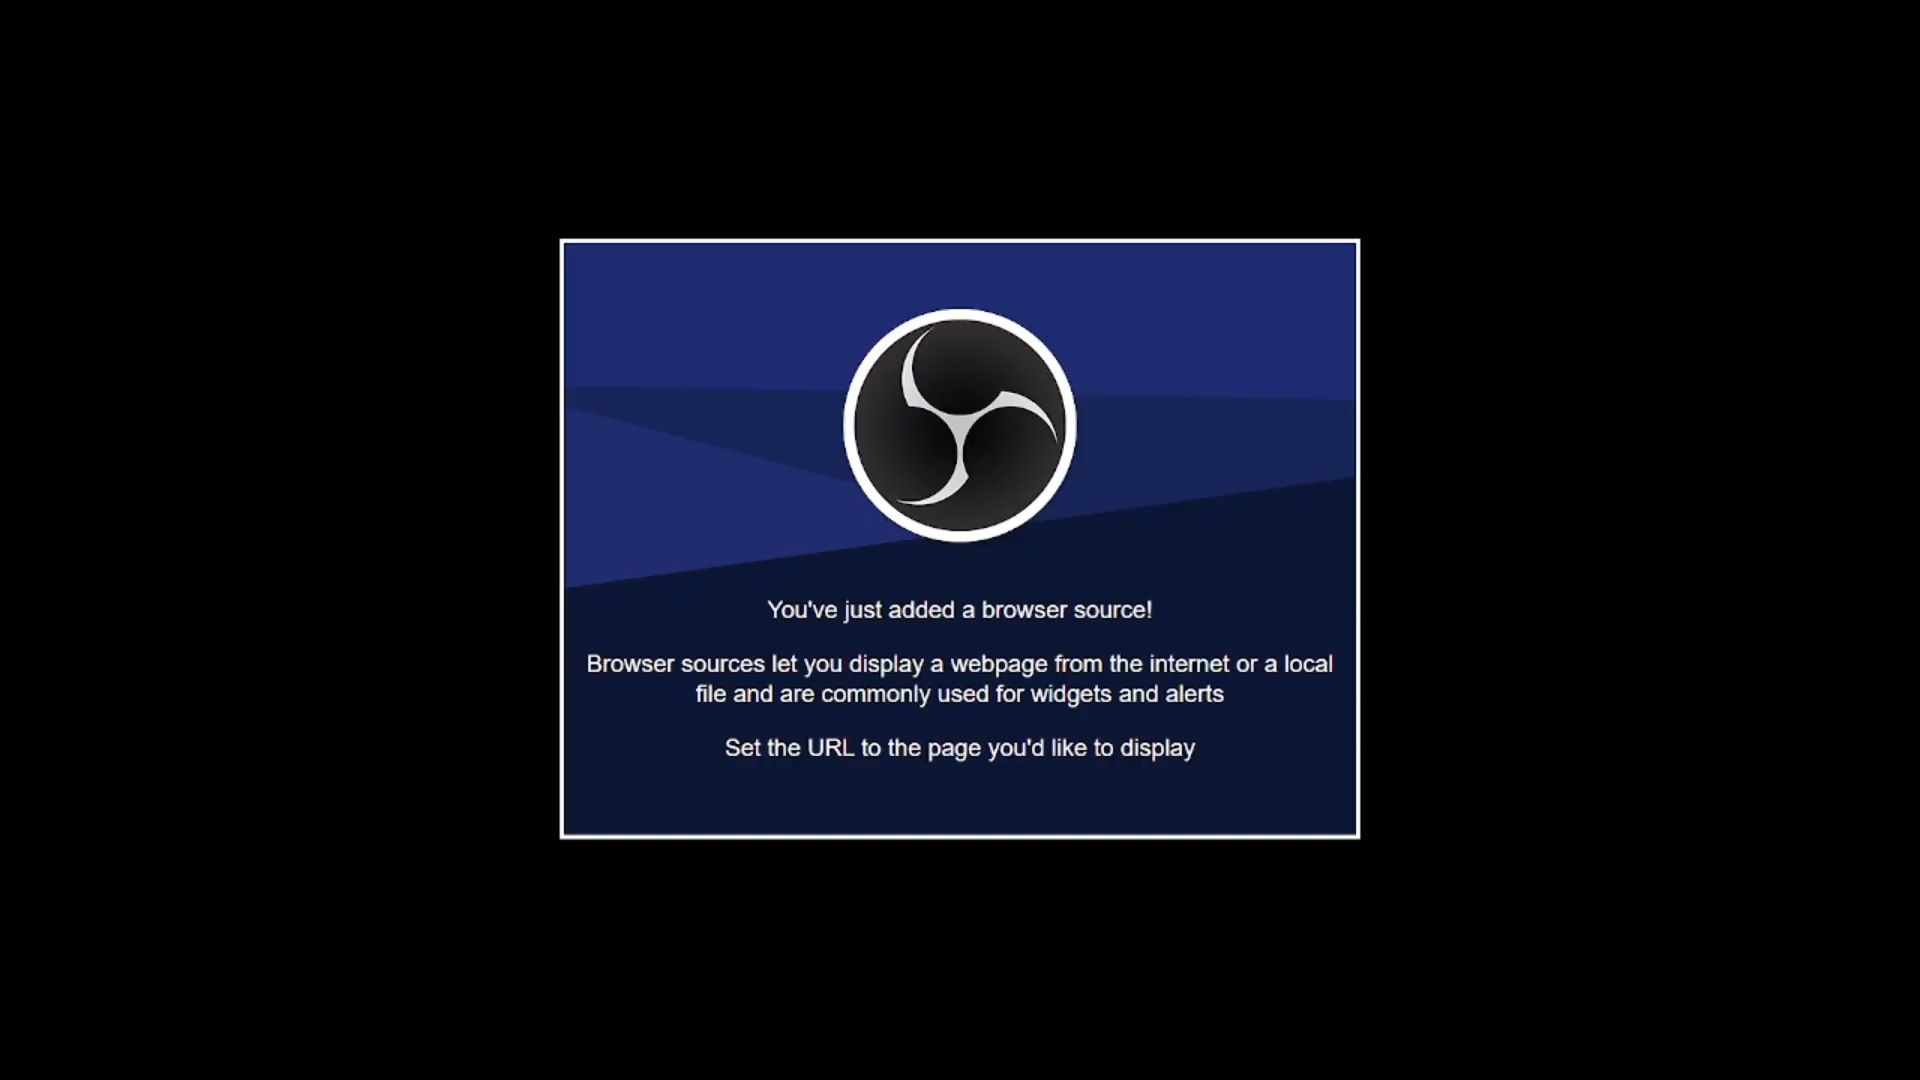 You've just added a browser source!
Browser sources let you display a webpage from the internet or a local
file and are commonly used for widgets and alerts
Set the URL to the page you'd like to display